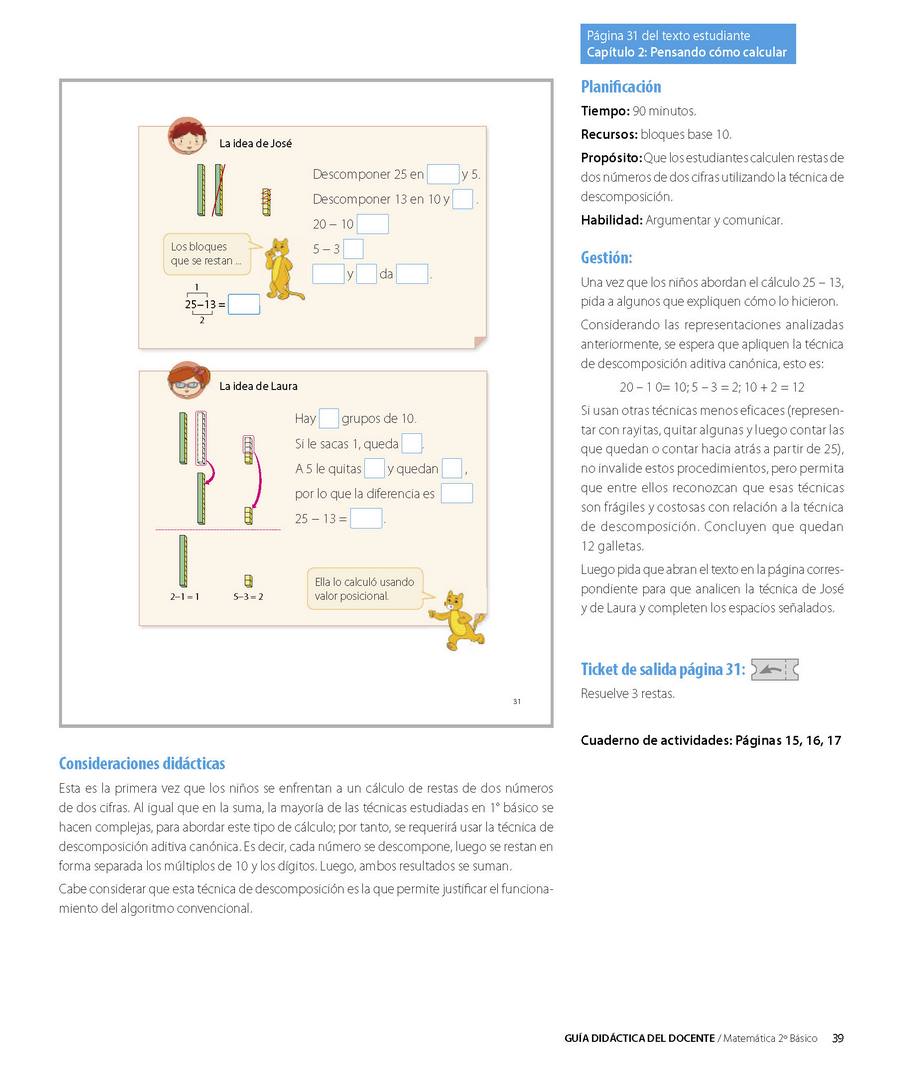 Página 31 del texto estudiante
Capítulo 2: Pensando cómo calcular
La idea de José
Descomponer 25 en y 5.
Descomponer 13 en 10 y .
20 – 10
5 – 3
y da .
Los bloques
que se restan ...
1
25–13 =
2
La idea de Laura
Hay grupos de 10.
Si le sacas 1, queda .
A 5 le quitas y quedan ,
por lo que la diferencia es
25 – 13 = .
2–1 = 1 5–3 = 2
Ella lo calculó usando
valor posicional.
31
Planificación
Tiempo: 90 minutos.
Recursos: bloques base 10.
Propósito: Que los estudiantes calculen restas de
dos números de dos cifras utilizando la técnica de
descomposición.
Habilidad: Argumentar y comunicar.
Gestión:
Una vez que los niños abordan el cálculo 25 – 13,
pida a algunos que expliquen cómo lo hicieron.
Considerando las representaciones analizadas
anteriormente, se espera que apliquen la técnica
de descomposición aditiva canónica, esto es:
20 – 1 0= 10; 5 – 3 = 2; 10 + 2 = 12
Si usan otras técnicas menos eficaces (represen-
tar con rayitas, quitar algunas y luego contar las
que quedan o contar hacia atrás a partir de 25),
no invalide estos procedimientos, pero permita
que entre ellos reconozcan que esas técnicas
son frágiles y costosas con relación a la técnica
de descomposición. Concluyen que quedan
12 galletas.
Luego pida que abran el texto en la página corres-
pondiente para que analicen la técnica de José
y de Laura y completen los espacios señalados.
Ticket de salida página 31:
Resuelve 3 restas.
Cuaderno de actividades: Páginas 15, 16, 17
Consideraciones didácticas
Esta es la primera vez que los niños se enfrentan a un cálculo de restas de dos números
de dos cifras. Al igual que en la suma, la mayoría de las técnicas estudiadas en 1° básico se
hacen complejas, para abordar este tipo de cálculo; por tanto, se requerirá usar la técnica de
descomposición aditiva canónica. Es decir, cada número se descompone, luego se restan en
forma separada los múltiplos de 10 y los dígitos. Luego, ambos resultados se suman.
Cabe considerar que esta técnica de descomposición es la que permite justificar el funciona-
miento del algoritmo convencional.
GUÍA DIDÁCTICA DEL DOCENTE / Matemática 2º Básico 39